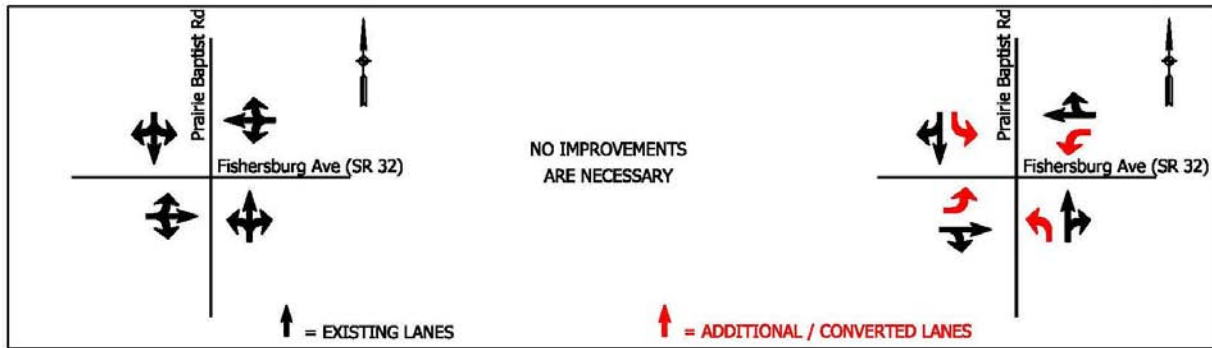 Prairie Baptist Rd
Fishersburg Ave (SR 32)
NO IMPROVEMENTS
ARE NECESSARY
Prairie Baptist Rd
Fishersburg Ave (SR 32)
= EXISTING LANES
= ADDITIONAL / CONVERTED LANES